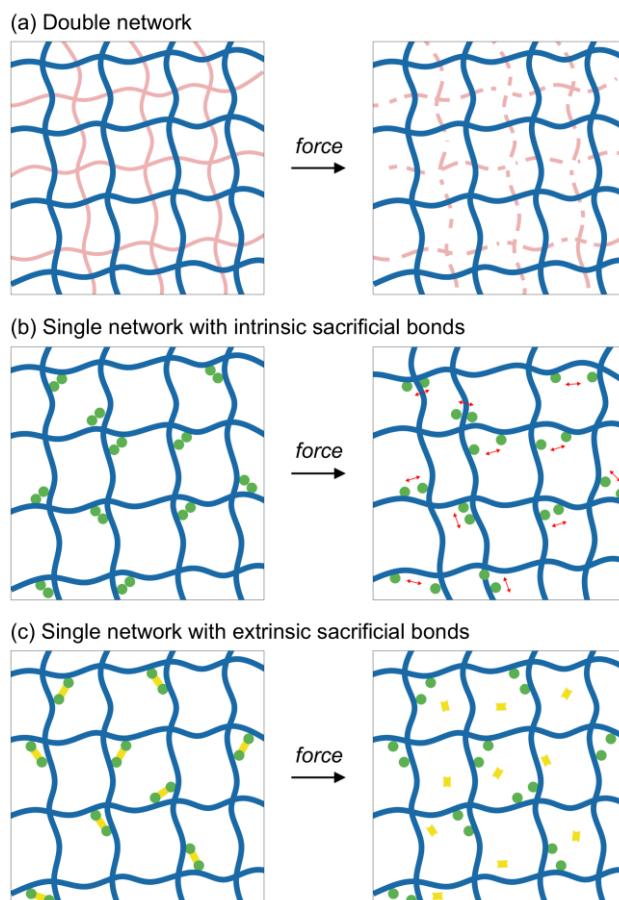 (a) Double network
force
(b) Single network with intrinsic sacrificial bonds
force
(c) Single network with extrinsic sacrificial bonds
force